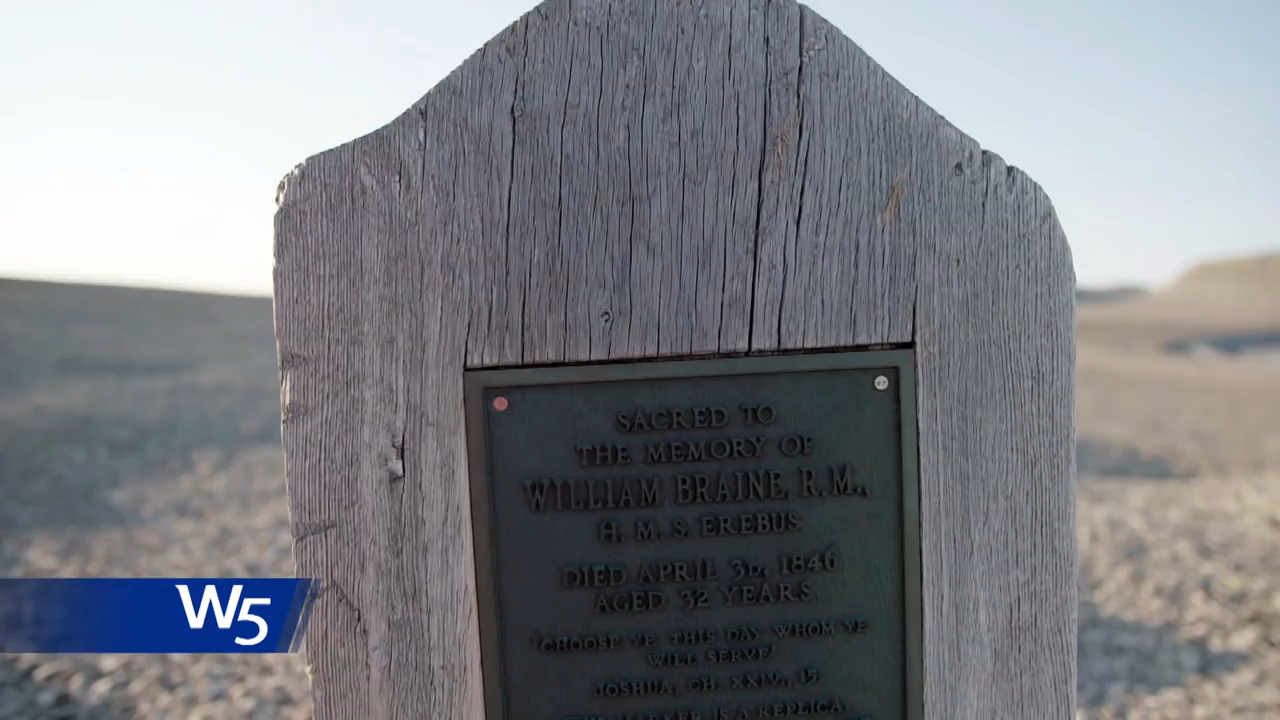 SACRED TO
THE MEMORY OF
WILLIAM BRAINE, R.M.,
H. M. S. EREBUS
DIED APRIL 3D, 1846
AGED 32 YEARS
'CHOOSE YE THIS DAY WHOM YE
WILL SERVE'
JOSHUA, CH. XXIV., 15
MARKER IS A REPLICA
W5